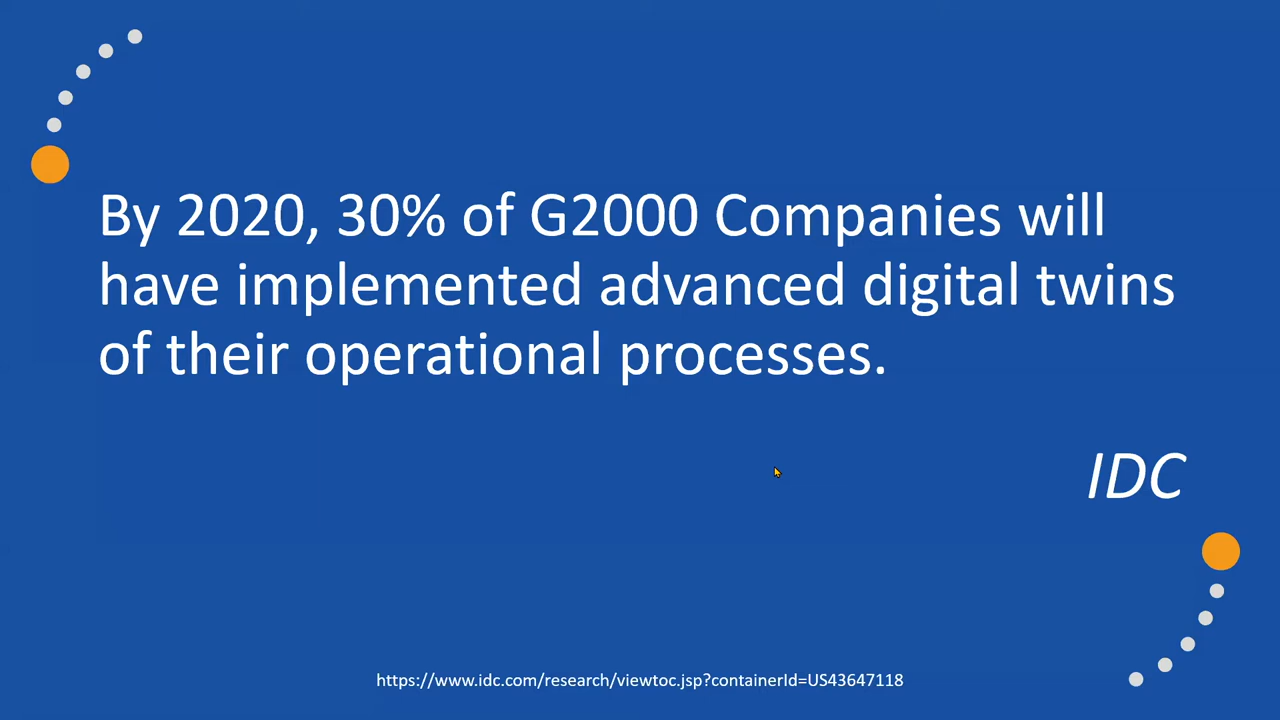 By 2020, 30% of G2000 Companies will
have implemented advanced digital twins
of their operational processes.
IDC
https://www.idc.com/research/viewtoc.jsp?containerId=US43647118